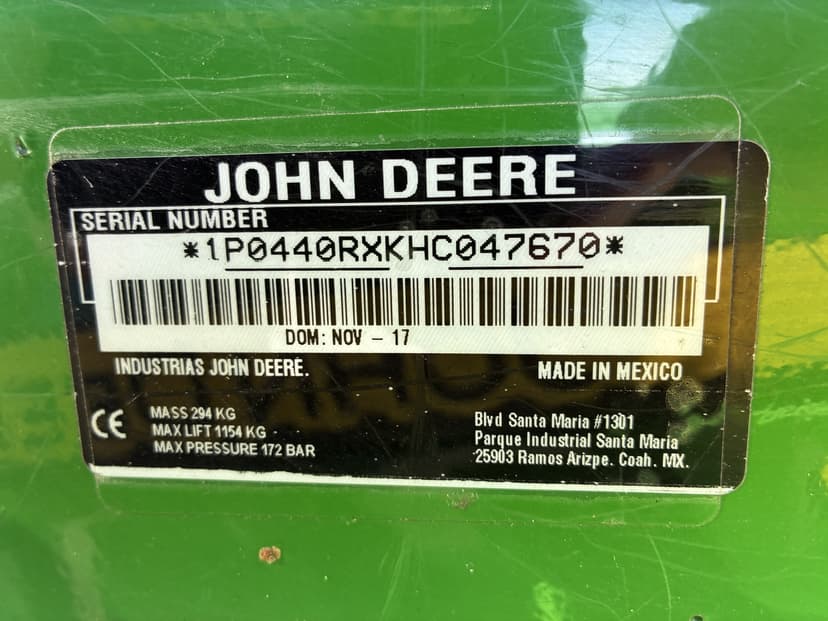 JOHN DEERE
SERIAL NUMBER
*1P0440RXKHC047670*
DOM: NOV - 17
INDUSTRIAS JOHN DEERE.
MADE IN MEXICO
CE
MASS 294 KG
MAX LIFT 1154 KG
MAX PRESSURE 172 BAR
Blvd Santa Maria #1301
Parque Industrial Santa Maria
25903 Ramos Arizpe. Coah. MX.